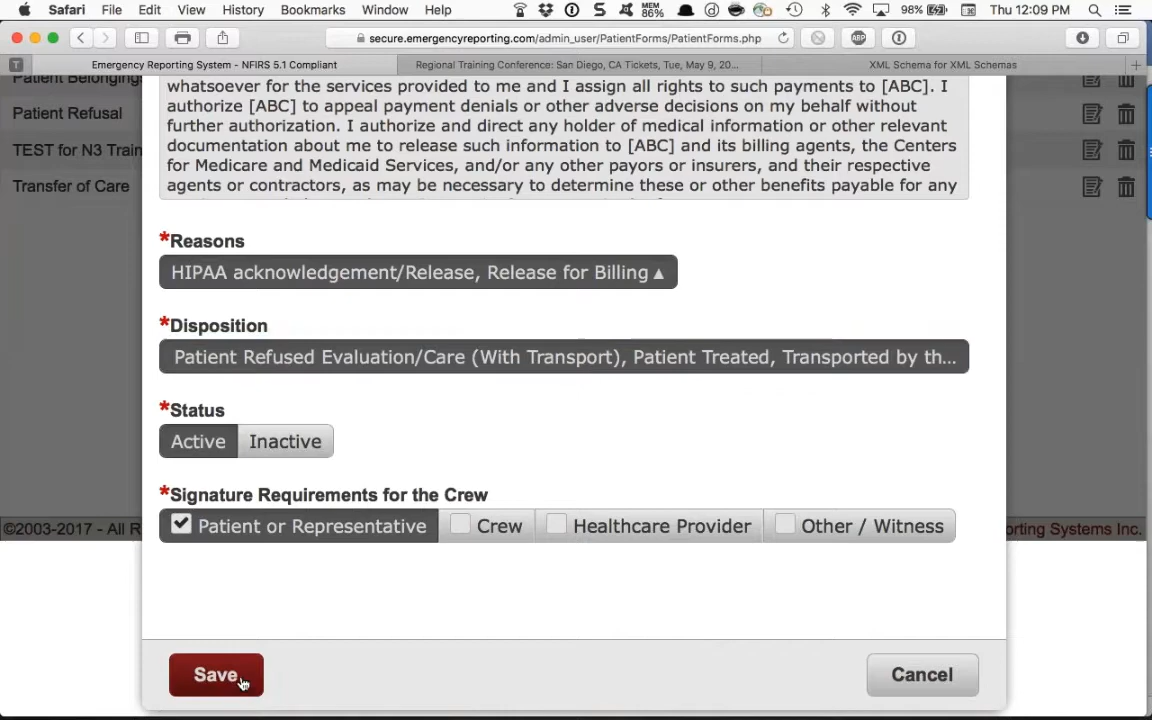 Safari File Edit View History Bookmarks Window Help MEM 86% 98% Thu 12:09 PM
secure.emergencyreporting.com/admin_user/PatientForms/PatientForms.php ABP
T Emergency Reporting System - NFIRS 5.1 Compliant Regional Training Conference: San Diego, CA Tickets, Tue, May 9, 20... XML Schema for XML Schemas
Patient Belongings
Patient Refusal
TEST for N3 Train
Transfer of Care
whatsoever for the services provided to me and I assign all rights to such payments to [ABC]. I
authorize [ABC] to appeal payment denials or other adverse decisions on my behalf without
further authorization. I authorize and direct any holder of medical information or other relevant
documentation about me to release such information to [ABC] and its billing agents, the Centers
for Medicare and Medicaid Services, and/or any other payors or insurers, and their respective
agents or contractors, as may be necessary to determine these or other benefits payable for any
*Reasons
HIPAA acknowledgement/Release, Release for Billing ▲
*Disposition
Patient Refused Evaluation/Care (With Transport), Patient Treated, Transported by th...
*Status
Active Inactive
*Signature Requirements for the Crew
Patient or Representative Crew Healthcare Provider Other / Witness
©2003-2017 - All R
orting Systems Inc.
Save Cancel